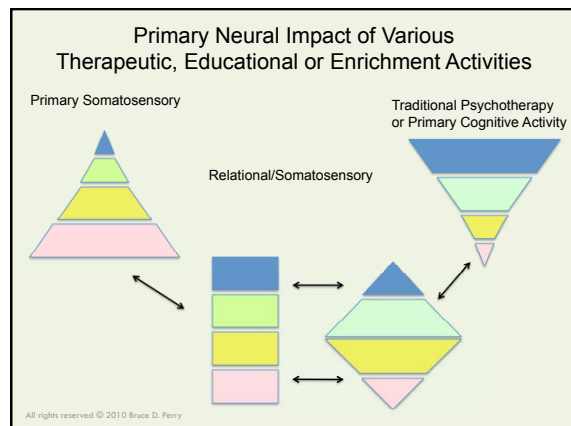 Primary Neural Impact of Various
Therapeutic, Educational or Enrichment Activities
Primary Somatosensory
Traditional Psychotherapy
or Primary Cognitive Activity
Relational/Somatosensory
All rights reserved © 2010 Bruce D. Perry